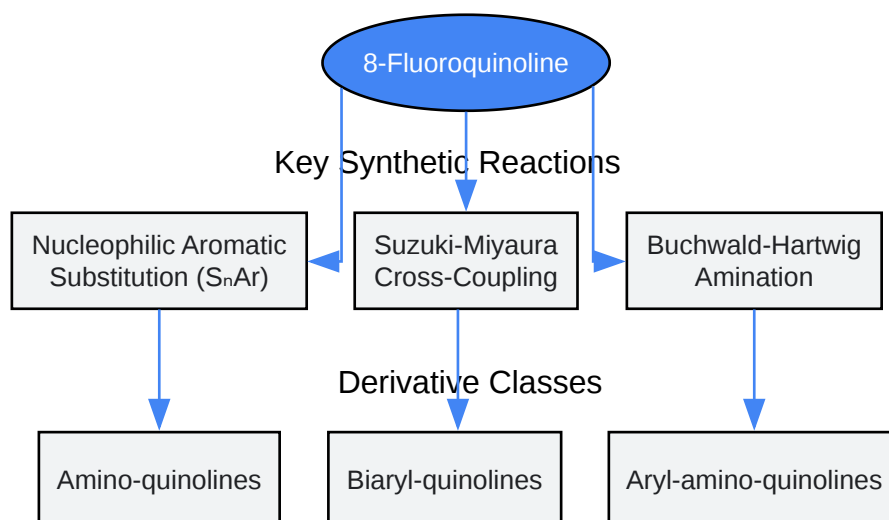 8-Fluoroquinoline
Key Synthetic Reactions
Nucleophilic Aromatic
Substitution (SₙAr)
Suzuki-Miyaura
Cross-Coupling
Buchwald-Hartwig
Amination
Derivative Classes
Amino-quinolines
Biaryl-quinolines
Aryl-amino-quinolines